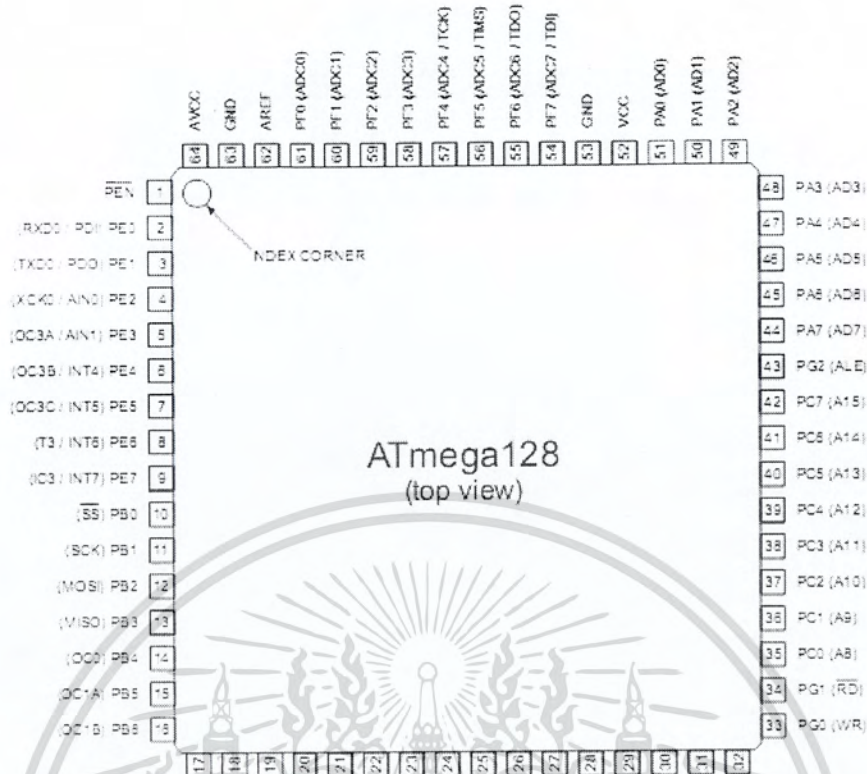 AVCC
GND
AREF
PF0 (ADC0)
PF1 (ADC1)
PF2 (ADC2)
PF3 (ADC3)
PF4 (ADC4 / TCK)
PF5 (ADC5 / TMS)
PF6 (ADC6 / TDO)
PF7 (ADC7 / TDI)
GND
VCC
PA0 (AD0)
PA1 (AD1)
PA2 (AD2)
64 63 62 61 60 59 58 57 56 55 54 53 52 51 50 49
PEN 1
(RXD0 / PDI) PE0 2
(TXD0 / PDO) PE1 3
(XCK0 / AIN0) PE2 4
(OC3A / AIN1) PE3 5
(OC3B / INT4) PE4 6
(OC3C / INT5) PE5 7
(T3 / INT6) PE6 8
(IC3 / INT7) PE7 9
(SS) PB0 10
(SCK) PB1 11
(MOSI) PB2 12
(MISO) PB3 13
(OC0) PB4 14
(OC1A) PB5 15
(OC1B) PB6 16
NDEX CORNER
ATmega128
(top view)
48 PA3 (AD3)
47 PA4 (AD4)
46 PA5 (AD5)
45 PA6 (AD6)
44 PA7 (AD7)
43 PG2 (ALE)
42 PC7 (A15)
41 PC6 (A14)
40 PC5 (A13)
39 PC4 (A12)
38 PC3 (A11)
37 PC2 (A10)
36 PC1 (A9)
35 PC0 (A8)
34 PG1 (RD)
33 PG0 (WR)
17 18 19 20 21 22 23 24 25 26 27 28 29 30 31 32